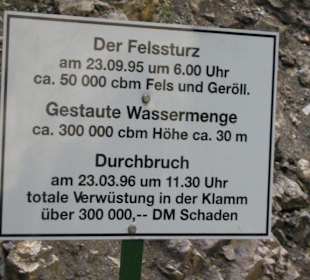 Der Felssturz
am 23.09.95 um 6.00 Uhr
ca. 50 000 cbm Fels und Geröll.
Gestaute Wassermenge
ca. 300 000 cbm Höhe ca. 30 m
Durchbruch
am 23.03.96 um 11.30 Uhr
totale Verwüstung in der Klamm
über 300 000,-- DM Schaden